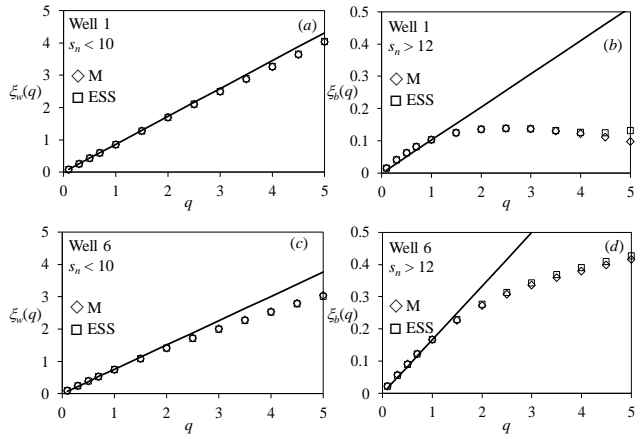 Well 1
s_n < 10
(a)
◇ M
□ ESS
ξ_w(q)
5
4
3
2
1
0
0 1 2 3 4 5
q
Well 1
s_n > 12
(b)
◇ M
□ ESS
ξ_b(q)
0.5
0.4
0.3
0.2
0.1
0
0 1 2 3 4 5
q
Well 6
s_n < 10
(c)
◇ M
□ ESS
ξ_w(q)
5
4
3
2
1
0
0 1 2 3 4 5
q
Well 6
s_n > 12
(d)
◇ M
□ ESS
ξ_b(q)
0.5
0.4
0.3
0.2
0.1
0
0 1 2 3 4 5
q